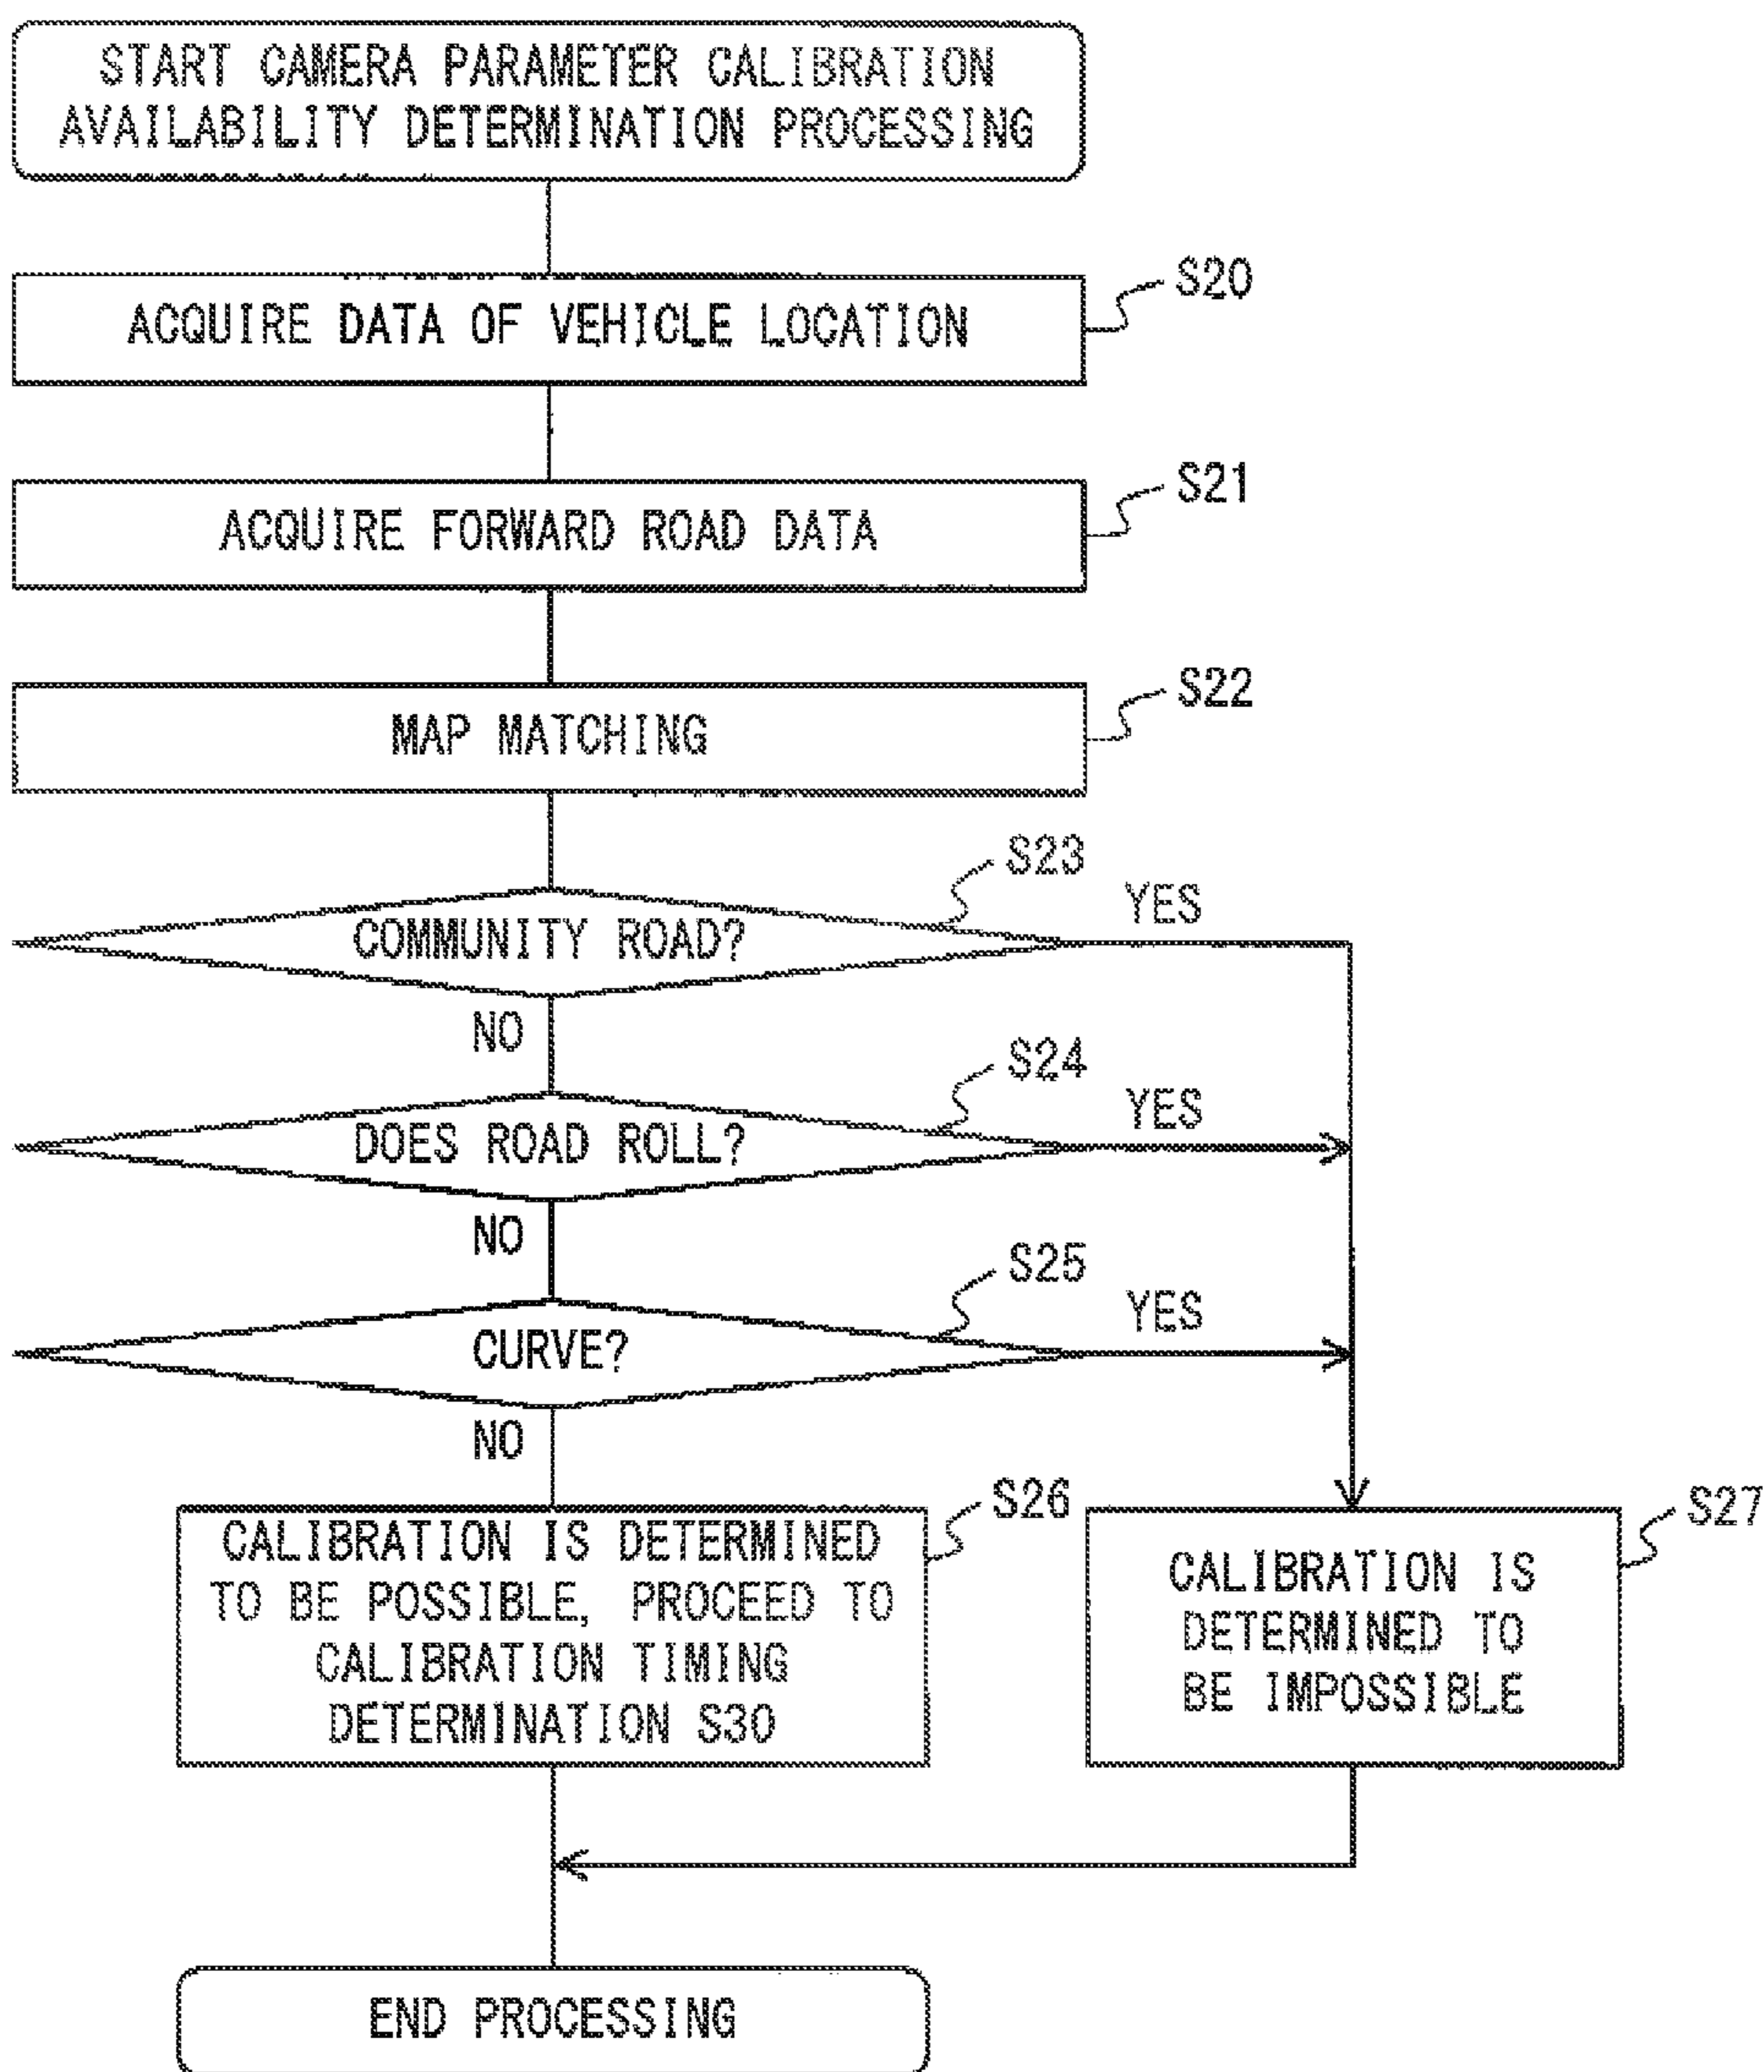 START CAMERA PARAMETER CALIBRATION
AVAILABILITY DETERMINATION PROCESSING
S20
ACQUIRE DATA OF VEHICLE LOCATION
S21
ACQUIRE FORWARD ROAD DATA
S22
MAP MATCHING
S23
YES
COMMUNITY ROAD?
NO
S24
YES
DOES ROAD ROLL?
NO
S25
YES
CURVE?
NO
S26
CALIBRATION IS DETERMINED
TO BE POSSIBLE, PROCEED TO
CALIBRATION TIMING
DETERMINATION S30
S27
CALIBRATION IS
DETERMINED TO
BE IMPOSSIBLE
END PROCESSING